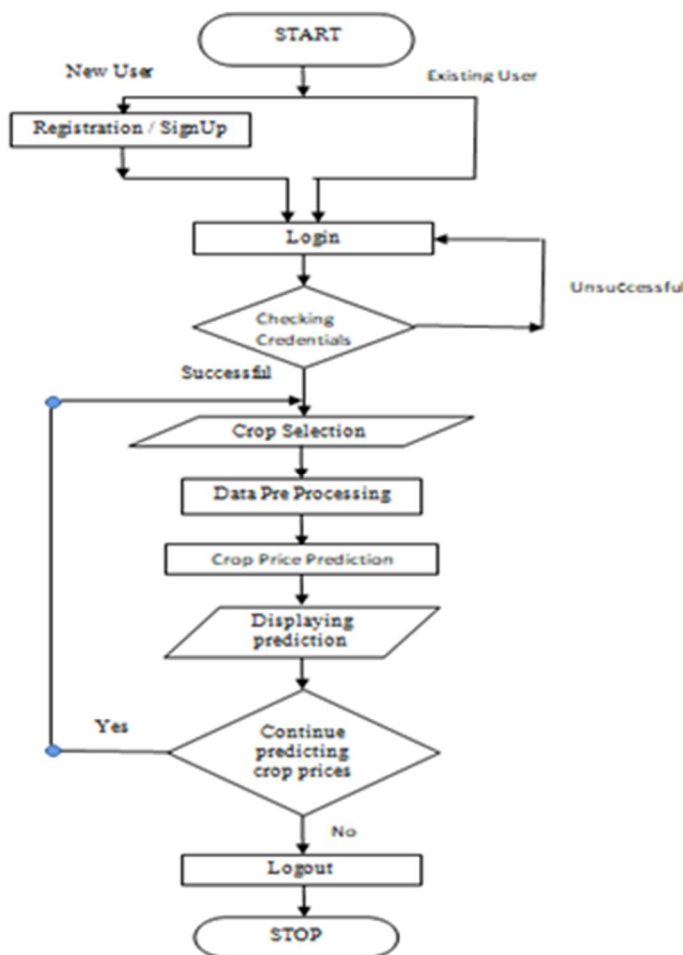 START
New User
Existing User
Registration / SignUp
Login
Unsuccessful
Checking
Credentials
Successful
Crop Selection
Data Pre Processing
Crop Price Prediction
Displaying
prediction
Yes
Continue
predicting
crop prices
No
Logout
STOP